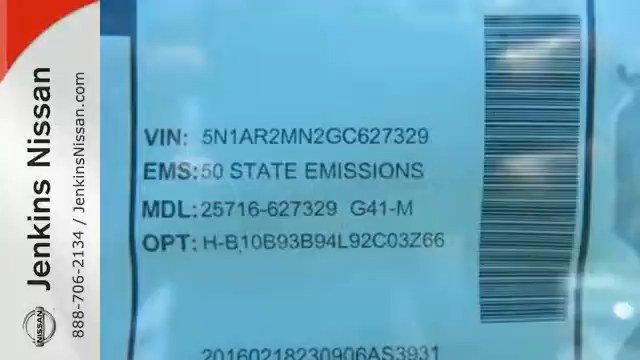 Jenkins Nissan
888-706-2134 / JenkinsNissan.com
NISSAN
VIN: 5N1AR2MN2GC627329
EMS:50 STATE EMISSIONS
MDL:25716-627329 G41-M
OPT: H-B10B93B94L92C03Z66
20160218230906AS3931